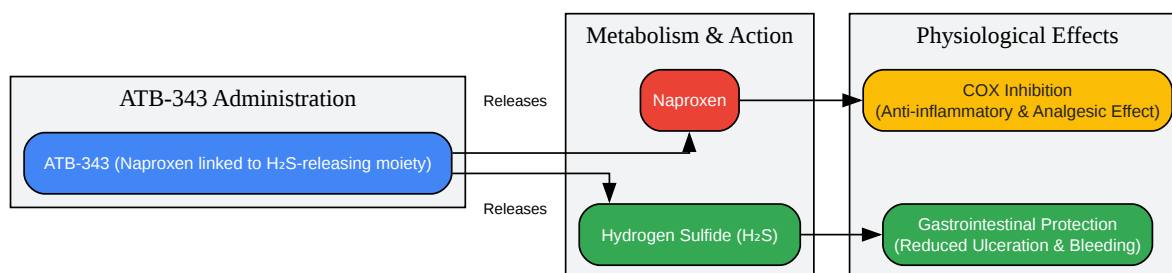 ATB-343 Administration
ATB-343 (Naproxen linked to H₂S-releasing moiety)
Releases
Releases
Metabolism & Action
Naproxen
Hydrogen Sulfide (H₂S)
Physiological Effects
COX Inhibition
(Anti-inflammatory & Analgesic Effect)
Gastrointestinal Protection
(Reduced Ulceration & Bleeding)